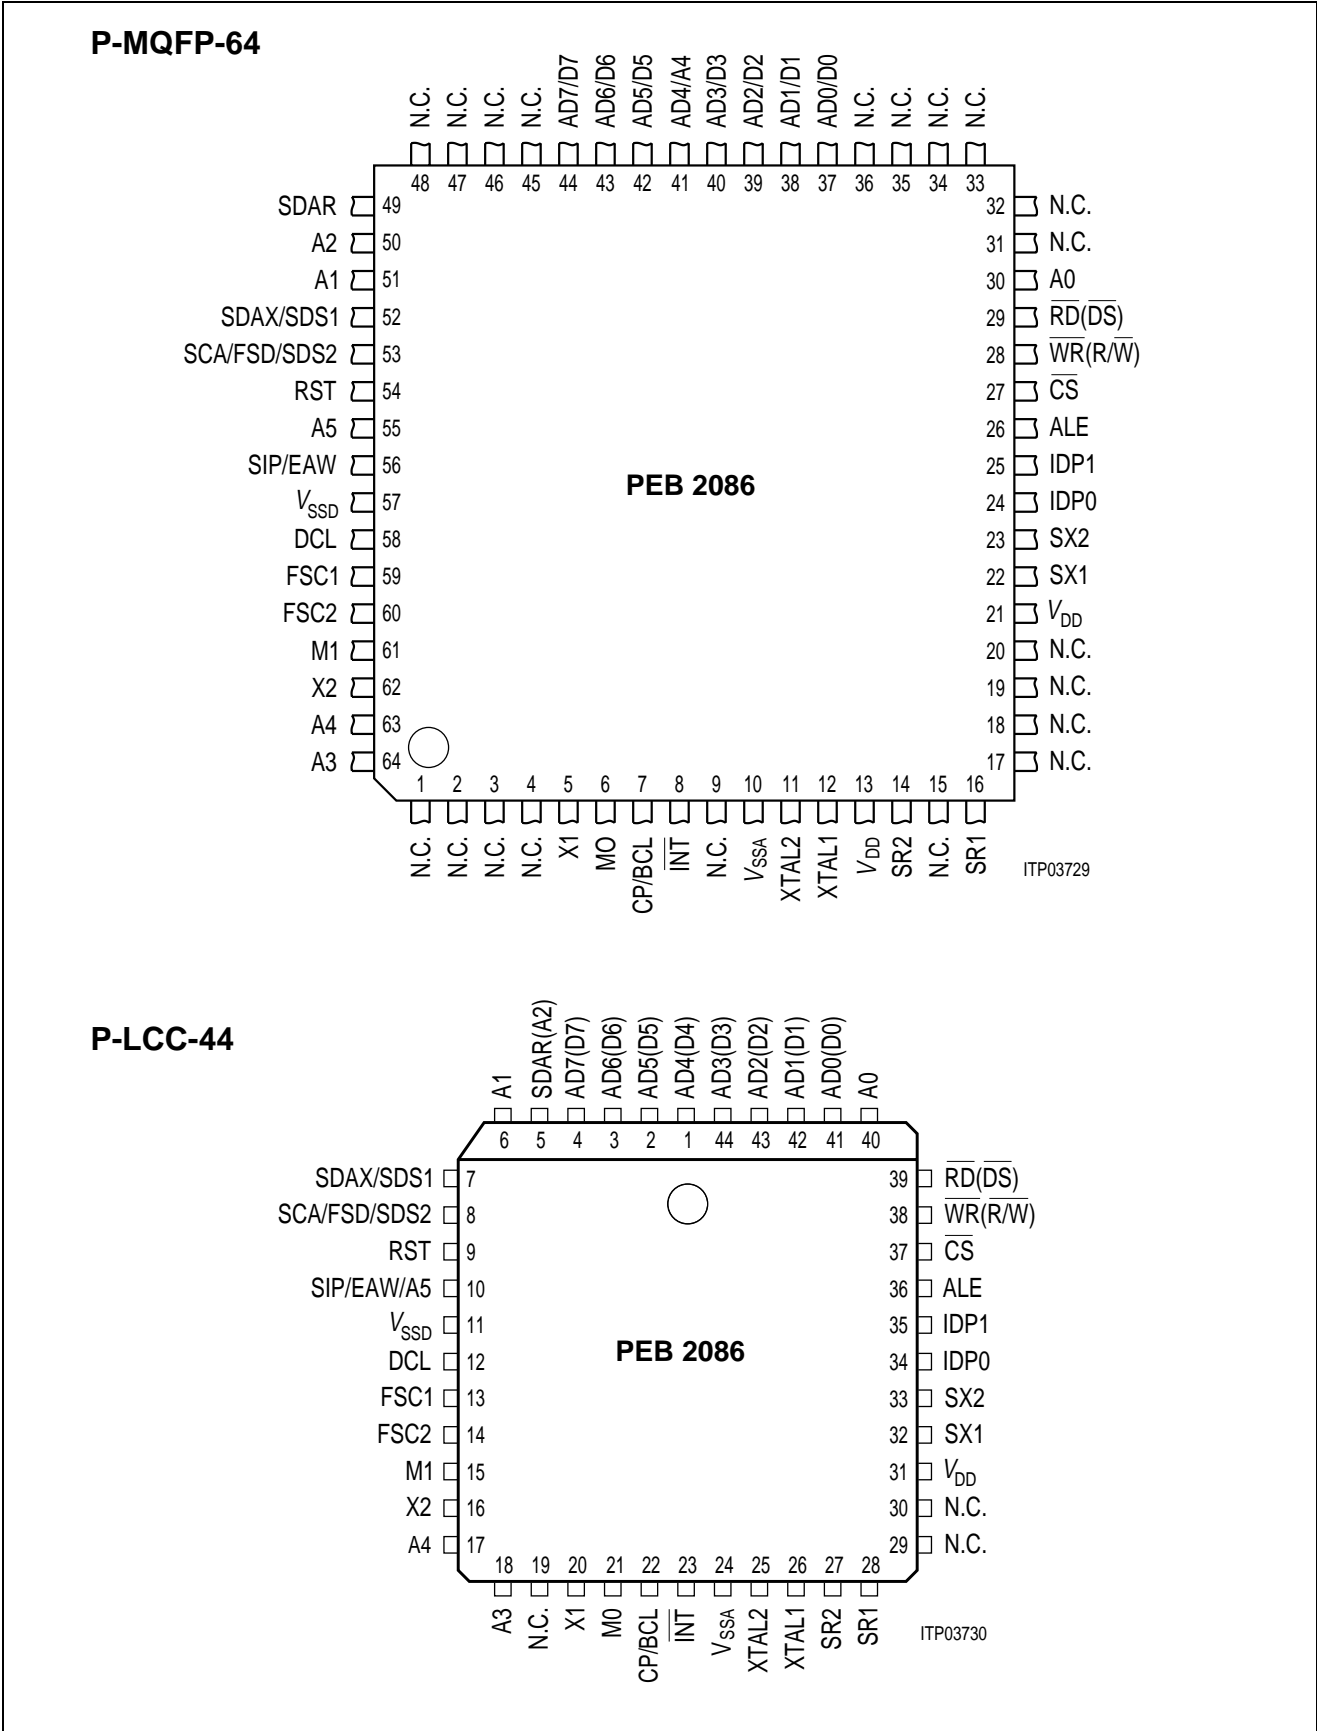 P-MQFP-64
N.C. N.C. N.C. N.C. AD7/D7 AD6/D6 AD5/D5 AD4/A4 AD3/D3 AD2/D2 AD1/D1 AD0/D0 N.C. N.C. N.C. N.C.
48 47 46 45 44 43 42 41 40 39 38 37 36 35 34 33
SDAR 49 32 N.C.
A2 50 31 N.C.
A1 51 30 A0
SDAX/SDS1 52 29 R̅D̅(D̅S̅)
SCA/FSD/SDS2 53 28 W̅R̅(R/W̅)
RST 54 27 C̅S̅
A5 55 26 ALE
SIP/EAW 56 25 IDP1
PEB 2086
VSSD 57 24 IDP0
DCL 58 23 SX2
FSC1 59 22 SX1
FSC2 60 21 VDD
M1 61 20 N.C.
X2 62 19 N.C.
A4 63 18 N.C.
A3 64 17 N.C.
1 2 3 4 5 6 7 8 9 10 11 12 13 14 15 16
N.C. N.C. N.C. N.C. X1 MO CP/BCL I̅N̅T̅ N.C. VSSA XTAL2 XTAL1 VDD SR2 N.C. SR1
ITP03729
P-LCC-44
A1 SDAR(A2) AD7(D7) AD6(D6) AD5(D5) AD4(D4) AD3(D3) AD2(D2) AD1(D1) AD0(D0) A0
6 5 4 3 2 1 44 43 42 41 40
SDAX/SDS1 7 39 R̅D̅(D̅S̅)
SCA/FSD/SDS2 8 38 W̅R̅(R̅/̅W̅)
RST 9 37 C̅S̅
SIP/EAW/A5 10 36 ALE
VSSD 11 35 IDP1
PEB 2086
DCL 12 34 IDP0
FSC1 13 33 SX2
FSC2 14 32 SX1
M1 15 31 VDD
X2 16 30 N.C.
A4 17 29 N.C.
18 19 20 21 22 23 24 25 26 27 28
A3 N.C. X1 M0 CP/BCL I̅N̅T̅ VSSA XTAL2 XTAL1 SR2 SR1
ITP03730